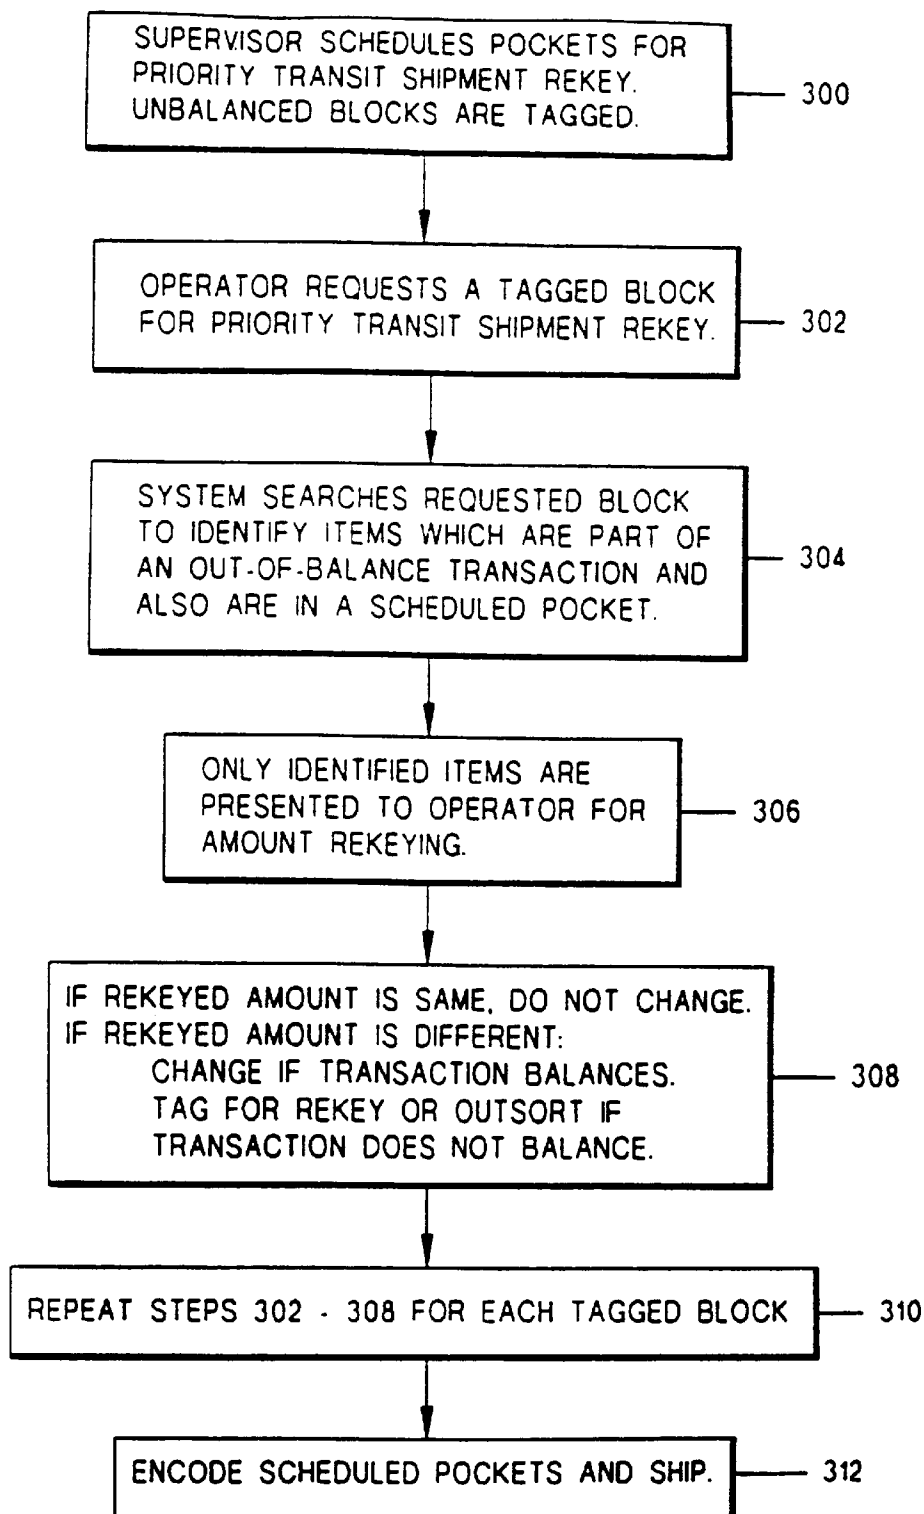 SUPERVISOR SCHEDULES POCKETS FOR
PRIORITY TRANSIT SHIPMENT REKEY.
UNBALANCED BLOCKS ARE TAGGED.
300
OPERATOR REQUESTS A TAGGED BLOCK
FOR PRIORITY TRANSIT SHIPMENT REKEY.
302
SYSTEM SEARCHES REQUESTED BLOCK
TO IDENTIFY ITEMS WHICH ARE PART OF
AN OUT-OF-BALANCE TRANSACTION AND
ALSO ARE IN A SCHEDULED POCKET.
304
ONLY IDENTIFIED ITEMS ARE
PRESENTED TO OPERATOR FOR
AMOUNT REKEYING.
306
IF REKEYED AMOUNT IS SAME, DO NOT CHANGE.
IF REKEYED AMOUNT IS DIFFERENT:
CHANGE IF TRANSACTION BALANCES.
TAG FOR REKEY OR OUTSORT IF
TRANSACTION DOES NOT BALANCE.
308
REPEAT STEPS 302 - 308 FOR EACH TAGGED BLOCK
310
ENCODE SCHEDULED POCKETS AND SHIP.
312